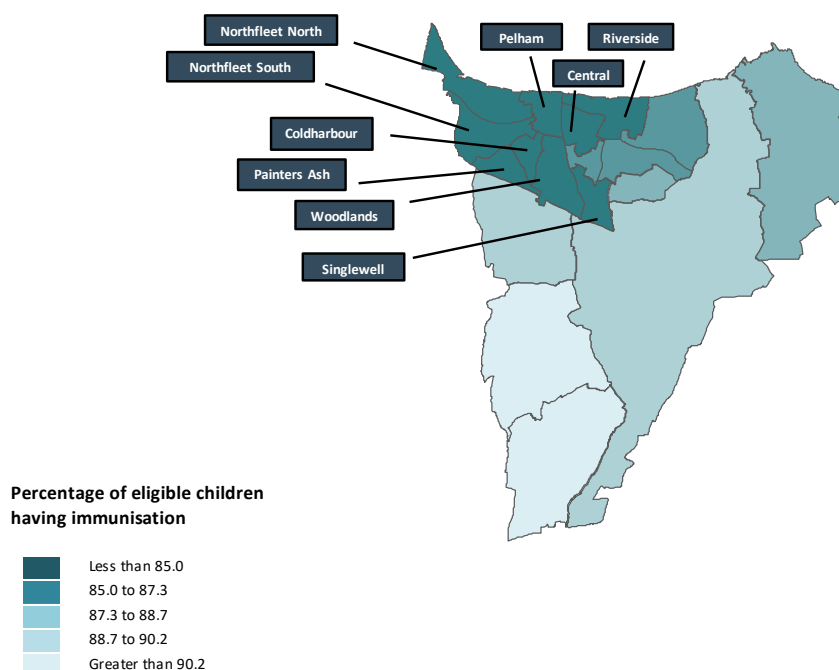 Northfleet North
Pelham
Riverside
Northfleet South
Central
Coldharbour
Painters Ash
Woodlands
Singlewell
Percentage of eligible children
having immunisation
Less than 85.0
85.0 to 87.3
87.3 to 88.7
88.7 to 90.2
Greater than 90.2